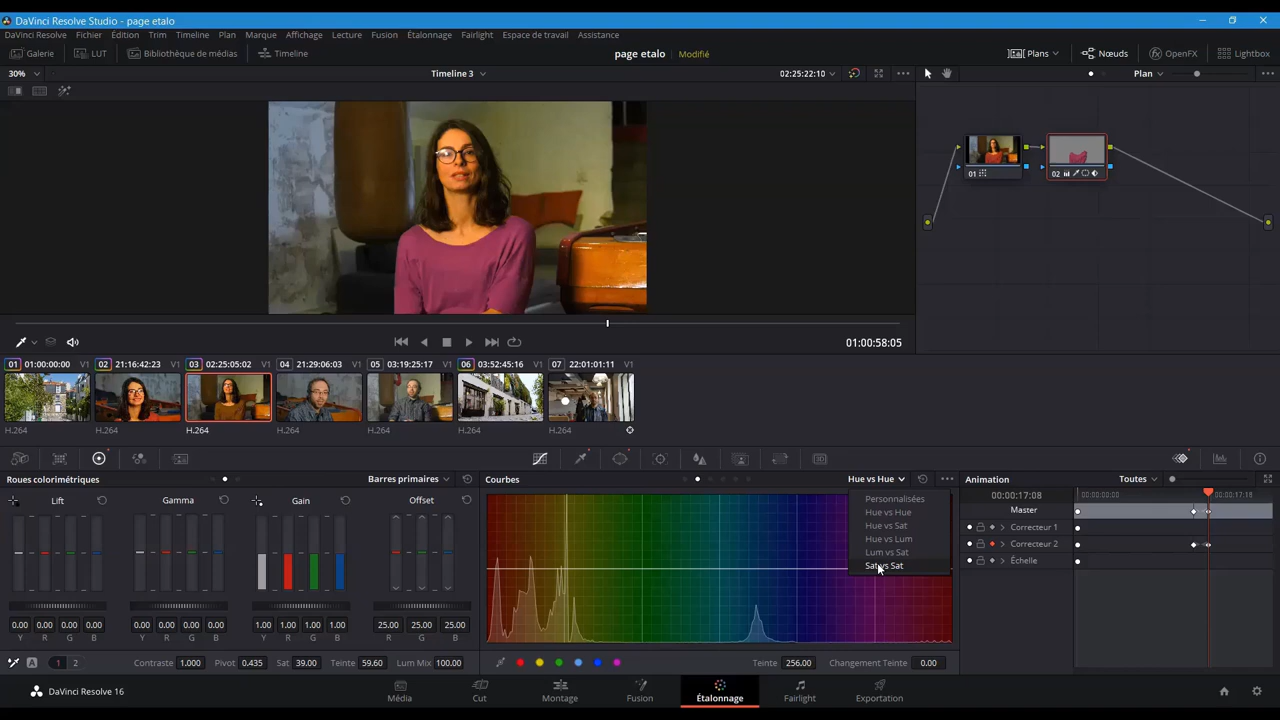 DaVinci Resolve Studio - page etalo
DaVinci Resolve Fichier Édition Trim Timeline Plan Marque Affichage Lecture Fusion Étalonnage Fairlight Espace de travail Assistance
Galerie LUT Bibliothèque de médias Timeline page etalo Modifié Plans Nœuds OpenFX Lightbox
30% Timeline 3 02:25:22:10 Plan
01 02
01:00:58:05
01 01:00:00:00 V1 02 21:16:42:23 V1 03 02:25:05:02 V1 04 21:29:06:03 V1 05 03:19:25:17 V1 06 03:52:45:16 V1 07 22:01:01:11 V1
H.264 H.264 H.264 H.264 H.264 H.264 H.264
Roues colorimétriques Barres primaires Courbes Hue vs Hue Animation Toutes
Lift Gamma Gain Offset
Personnalisées
Hue vs Hue
Hue vs Sat
Hue vs Lum
Lum vs Sat
Sat vs Sat
00:00:17:08 00:00:00:00 00:00:17:18
Master
Correcteur 1
Correcteur 2
Échelle
0.00 0.00 0.00 0.00 0.00 0.00 0.00 0.00 1.00 1.00 1.00 1.00 25.00 25.00 25.00
Y R G B Y R G B Y R G B R G B
A 1 2 Contraste 1.000 Pivot 0.435 Sat 39.00 Teinte 59.60 Lum Mix 100.00 Teinte 256.00 Changement Teinte 0.00
DaVinci Resolve 16 Média Cut Montage Fusion Étalonnage Fairlight Exportation